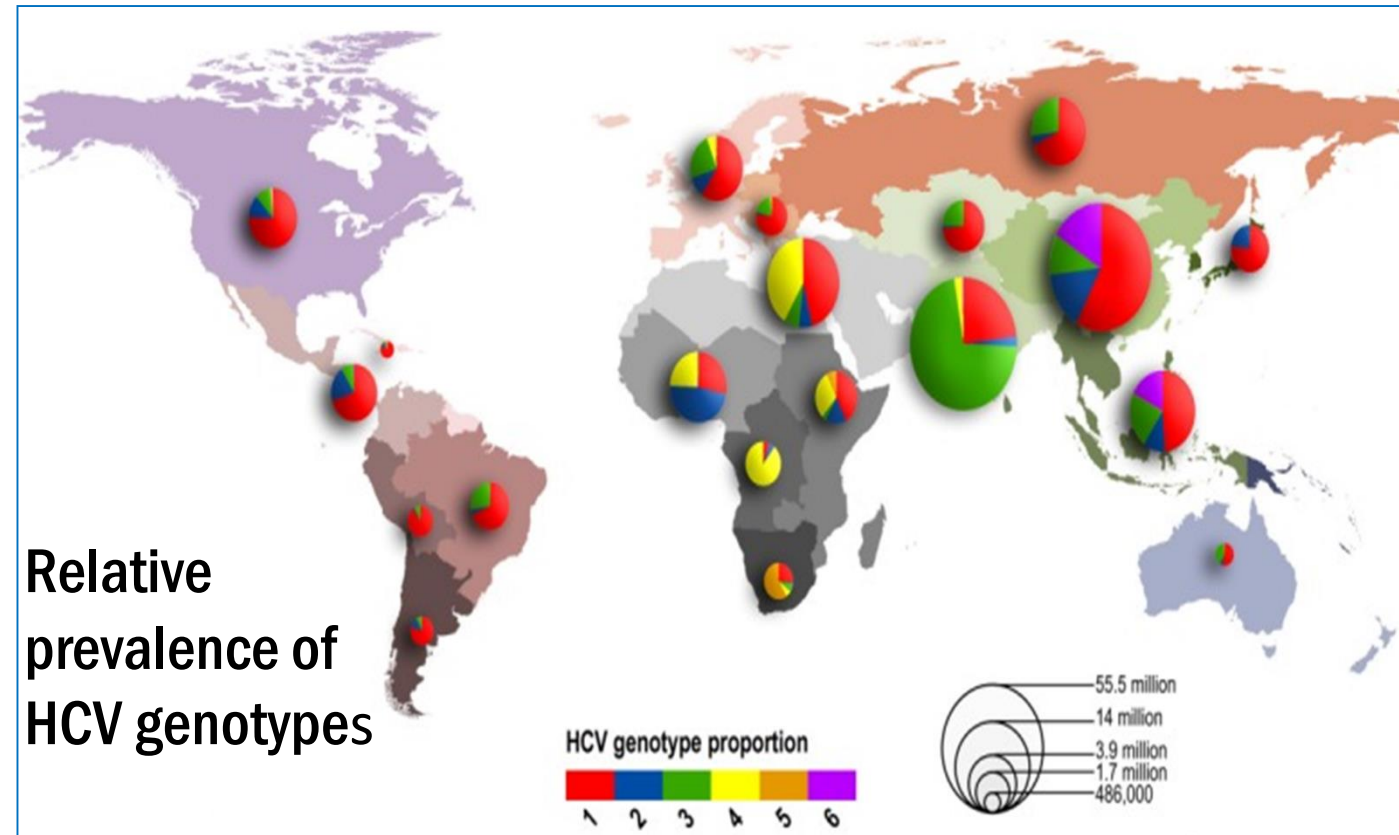 Relative
prevalence of
HCV genotypes
HCV genotype proportion
1 2 3 4 5 6
55.5 million
14 million
3.9 million
1.7 million
486,000